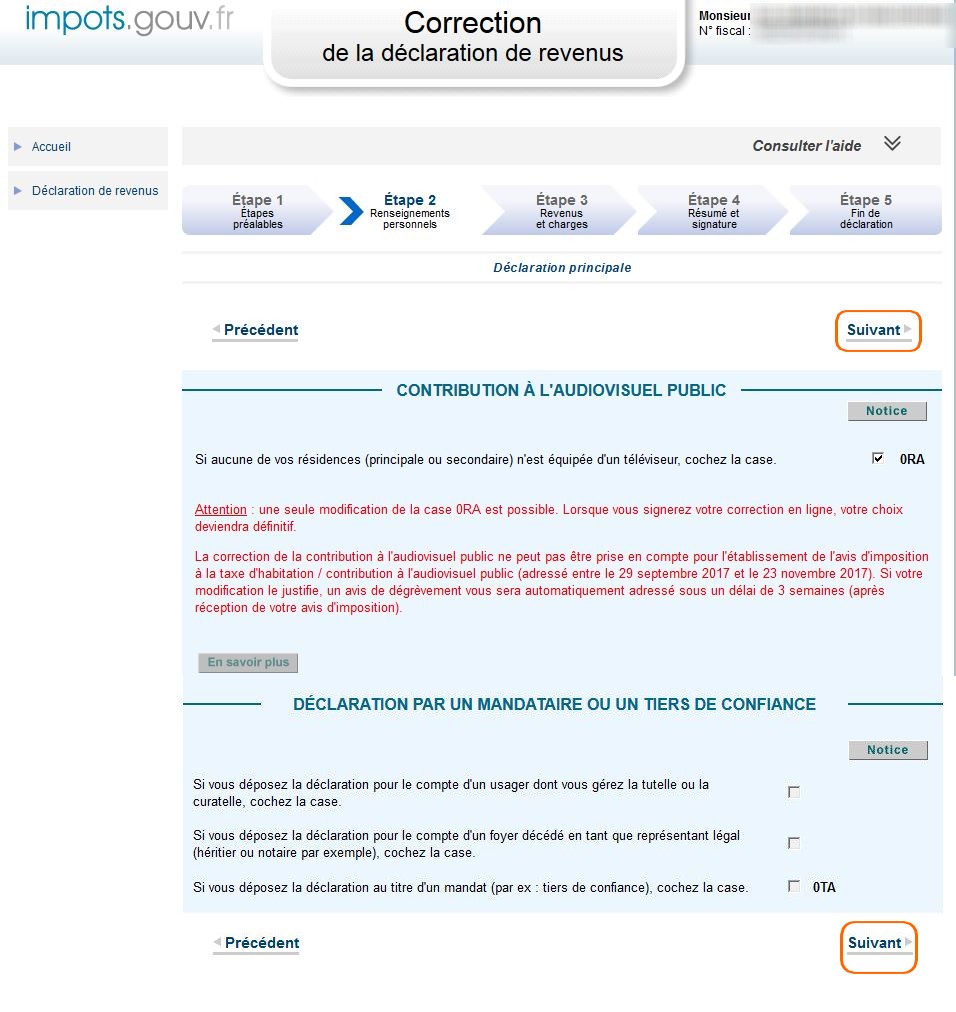 impots.gouv.fr
Correction
de la déclaration de revenus
Monsieur
N° fiscal :
Accueil
Déclaration de revenus
Consulter l'aide
Étape 1
Étapes
préalables
Étape 2
Renseignements
personnels
Étape 3
Revenus
et charges
Étape 4
Résumé et
signature
Étape 5
Fin de
déclaration
Déclaration principale
Précédent
Suivant
CONTRIBUTION À L'AUDIOVISUEL PUBLIC
Notice
Si aucune de vos résidences (principale ou secondaire) n'est équipée d'un téléviseur, cochez la case.
0RA
Attention : une seule modification de la case 0RA est possible. Lorsque vous signerez votre correction en ligne, votre choix
deviendra définitif.
La correction de la contribution à l'audiovisuel public ne peut pas être prise en compte pour l'établissement de l'avis d'imposition
à la taxe d'habitation / contribution à l'audiovisuel public (adressé entre le 29 septembre 2017 et le 23 novembre 2017). Si votre
modification le justifie, un avis de dégrèvement vous sera automatiquement adressé sous un délai de 3 semaines (après
réception de votre avis d'imposition).
En savoir plus
DÉCLARATION PAR UN MANDATAIRE OU UN TIERS DE CONFIANCE
Notice
Si vous déposez la déclaration pour le compte d'un usager dont vous gérez la tutelle ou la
curatelle, cochez la case.
Si vous déposez la déclaration pour le compte d'un foyer décédé en tant que représentant légal
(héritier ou notaire par exemple), cochez la case.
Si vous déposez la déclaration au titre d'un mandat (par ex : tiers de confiance), cochez la case.
0TA
Précédent
Suivant